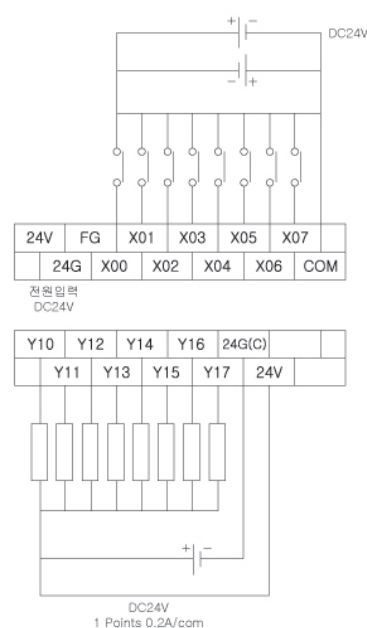 + −
DC24V
− +
24V FG X01 X03 X05 X07
24G X00 X02 X04 X06 COM
전원입력
DC24V
Y10 Y12 Y14 Y16 24G(C)
Y11 Y13 Y15 Y17 24V
+ −
DC24V
1 Points 0.2A/com